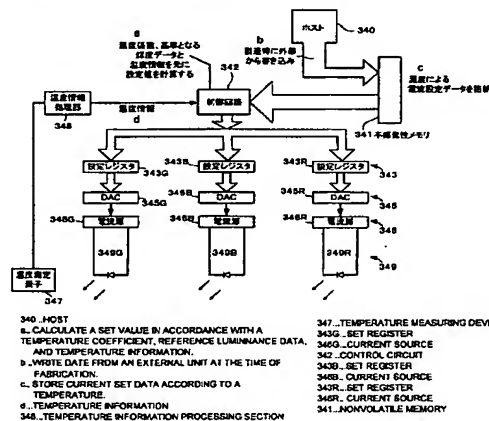 a
温度係数、基準となる
輝度データと
温度情報を元に
設定値を計算する
b
製造時に外部
から書き込み
ホスト
340
c
温度による
電流設定データを格納
342
制御回路
温度情報
処理部
348
温度情報
d
341 不揮発性メモリ
設定レジスタ
343G
設定レジスタ
343B
設定レジスタ
343R
343
DAC
345G
DAC
345B
DAC
345R
345
電流源
346G
電流源
346B
電流源
346R
346
349G
349B
349R
349
温度測定
素子
347
340...HOST
a...CALCULATE A SET VALUE IN ACCORDANCE WITH A
TEMPERATURE COEFFICIENT, REFERENCE LUMINNANCE DATA,
AND TEMPERATURE INFORMATION.
b...WRITE DATE FROM AN EXTERNAL UNIT AT THE TIME OF
FABRICATION.
c...STORE CURRENT SET DATA ACCORDING TO A
TEMPERATURE.
d...TEMPERATURE INFORMATION
348...TEMPERATURE INFORMATION PROCESSING SECTION
347...TEMPERATURE MEASURING DEVI
343G...SET REGISTER
346G...CURRENT SOURCE
342...CONTROL CIRCUIT
343B...SET REGISTER
346B...CURRENT SOURCE
343R...SET REGISTER
346R...CURRENT SOURCE
341...NONVOLATILE MEMORY